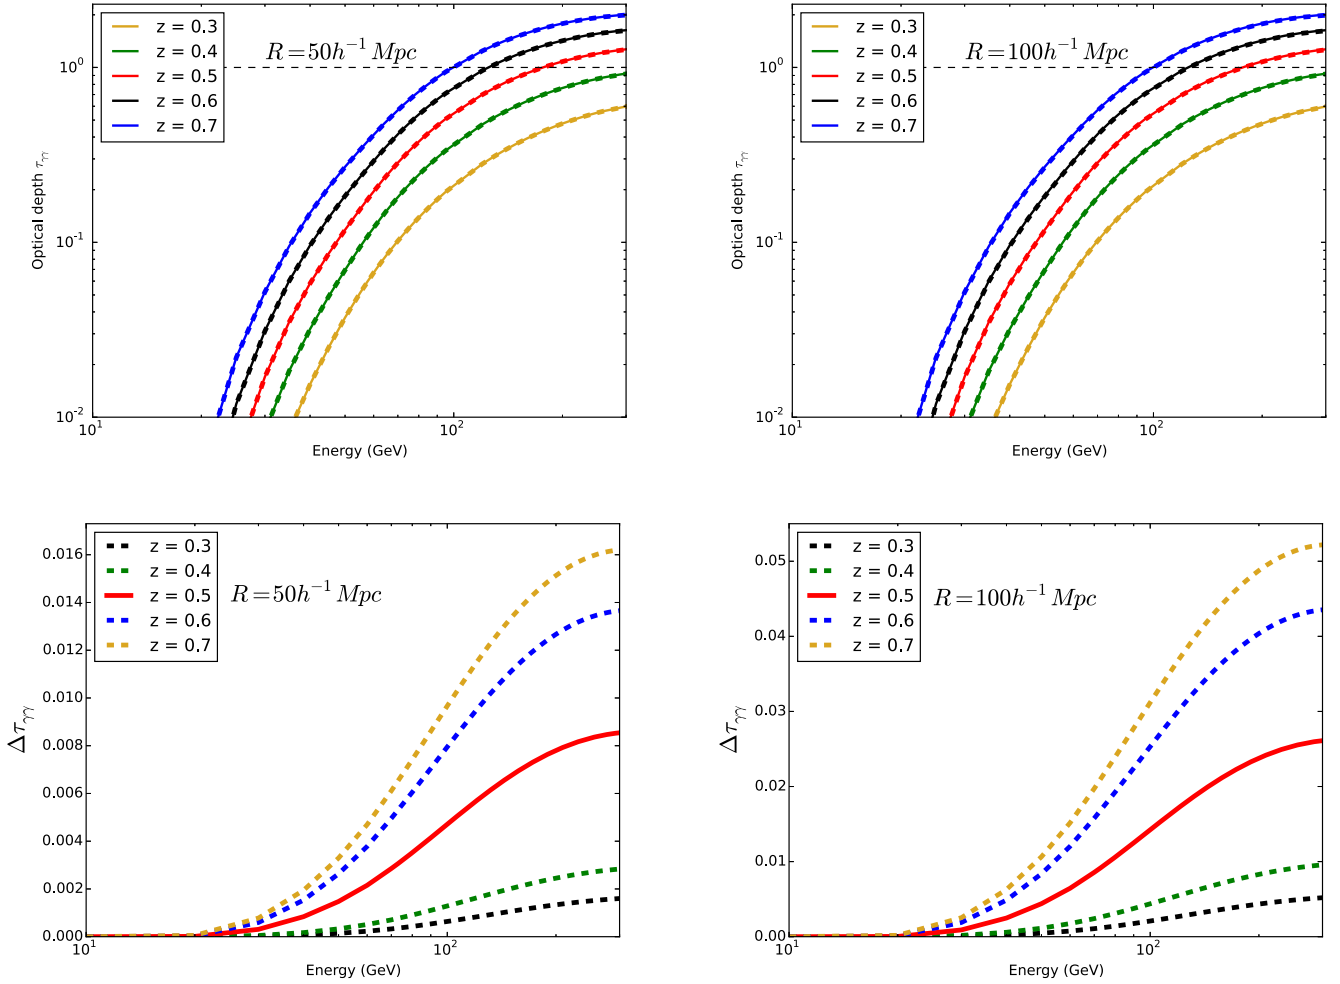 z = 0.3
z = 0.4
z = 0.5
z = 0.6
z = 0.7
R = 50h⁻¹ Mpc
10⁰
10⁻¹
10⁻²
Optical depth τγγ
10¹
10²
Energy (GeV)
z = 0.3
z = 0.4
z = 0.5
z = 0.6
z = 0.7
R = 100h⁻¹ Mpc
10⁰
10⁻¹
10⁻²
Optical depth τγγ
10¹
10²
Energy (GeV)
z = 0.3
z = 0.4
z = 0.5
z = 0.6
z = 0.7
R = 50h⁻¹ Mpc
0.016
0.014
0.012
0.010
0.008
0.006
0.004
0.002
0.000
Δτγγ
10¹
10²
Energy (GeV)
z = 0.3
z = 0.4
z = 0.5
z = 0.6
z = 0.7
R = 100h⁻¹ Mpc
0.05
0.04
0.03
0.02
0.01
0.00
Δτγγ
10¹
10²
Energy (GeV)